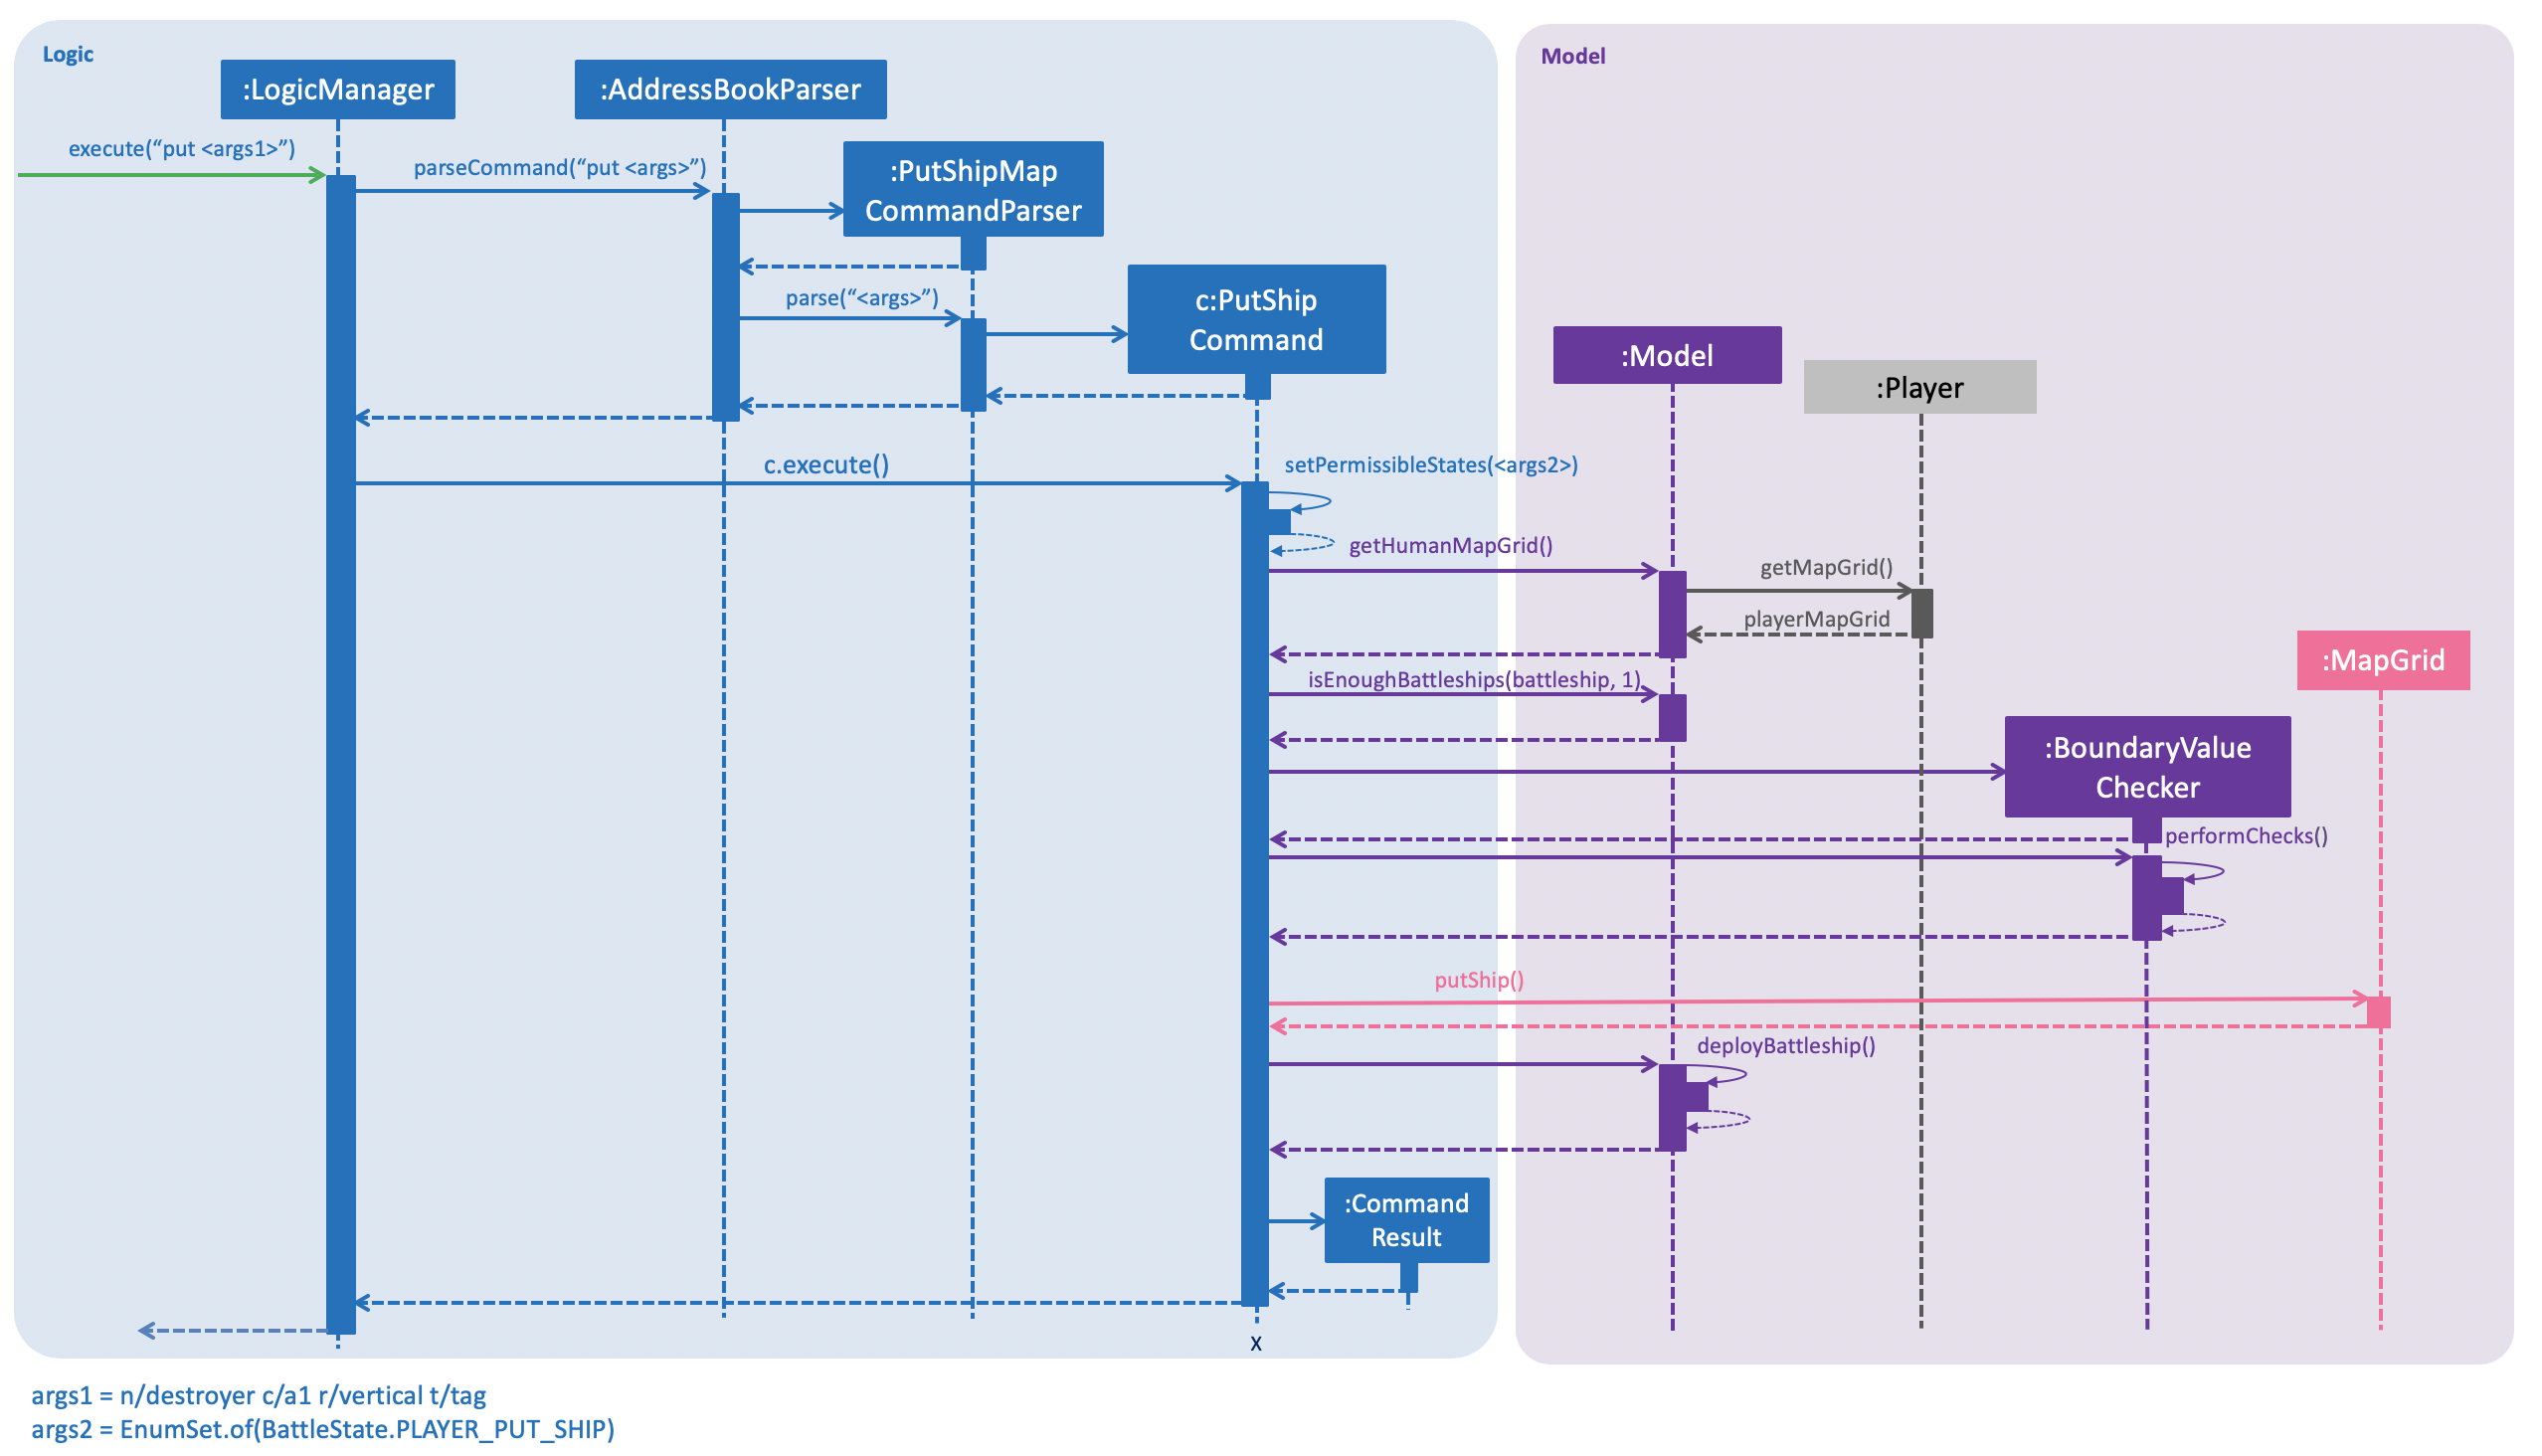 Logic
Model
:LogicManager
:AddressBookParser
execute(“put <args1>”)
parseCommand(“put <args>”)
:PutShipMap
CommandParser
parse(“<args>”)
c:PutShip
Command
:Model
:Player
c.execute()
setPermissibleStates(<args2>)
getHumanMapGrid()
getMapGrid()
playerMapGrid
:MapGrid
isEnoughBattleships(battleship, 1)
:BoundaryValue
Checker
performChecks()
putShip()
deployBattleship()
:Command
Result
X
args1 = n/destroyer c/a1 r/vertical t/tag
args2 = EnumSet.of(BattleState.PLAYER_PUT_SHIP)